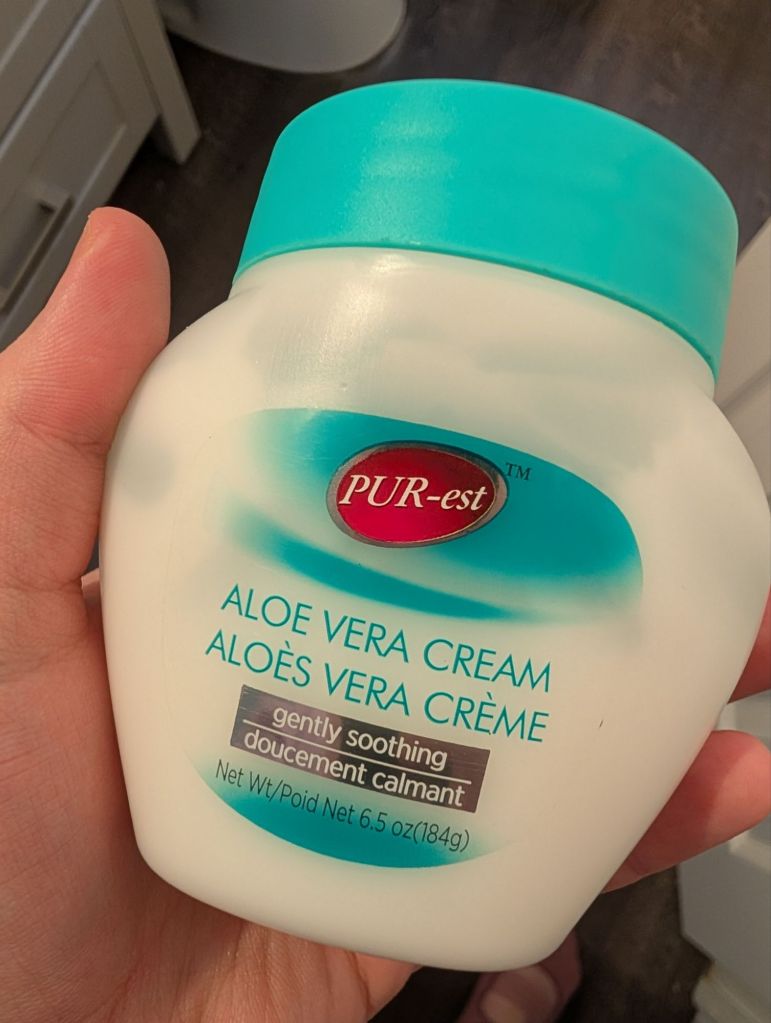 PUR-est™
ALOE VERA CREAM
ALOÈS VERA CRÈME
gently soothing
doucement calmant
Net Wt/Poid Net 6.5 oz(184g)